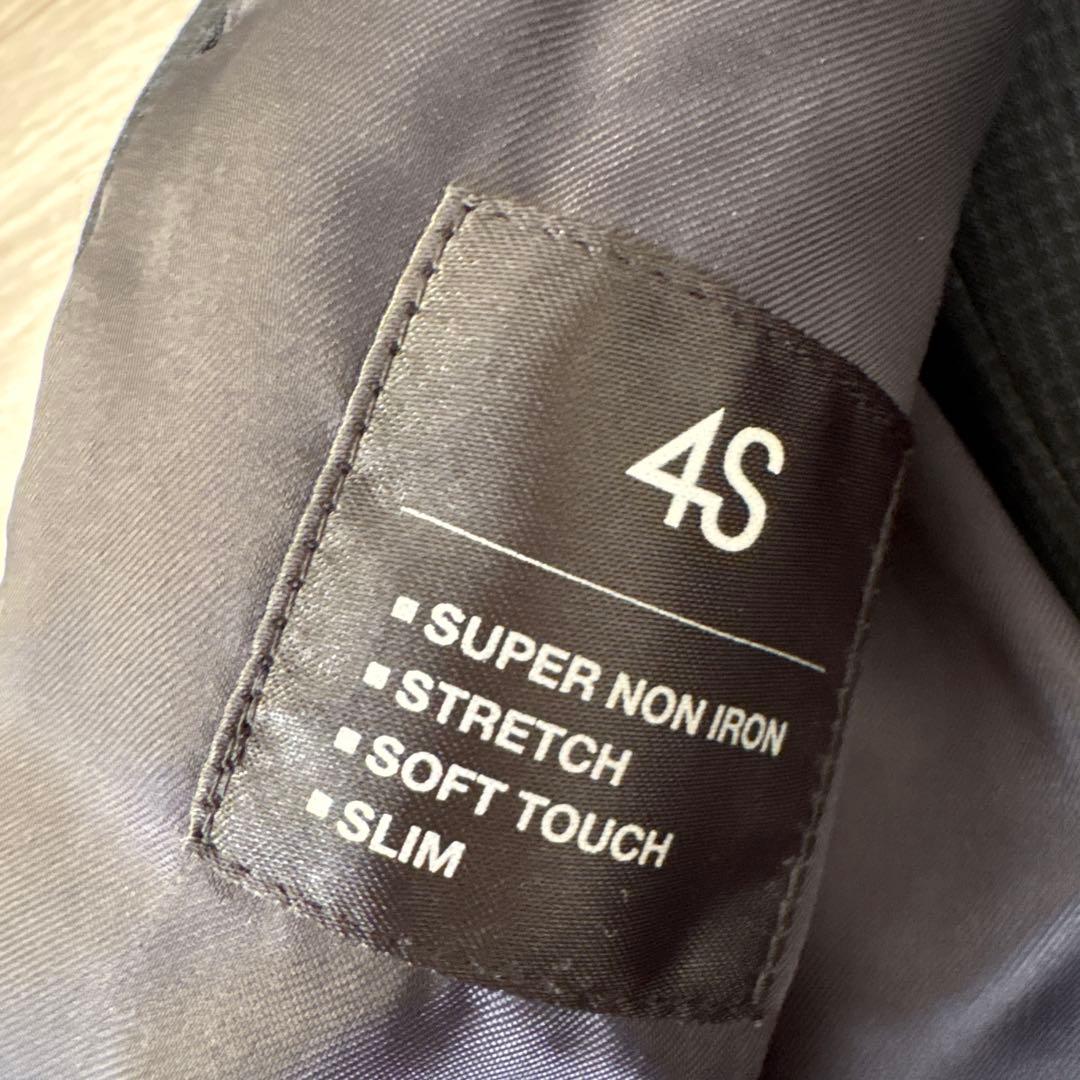 4S
▪SUPER NON IRON
▪STRETCH
▪SOFT TOUCH
▪SLIM